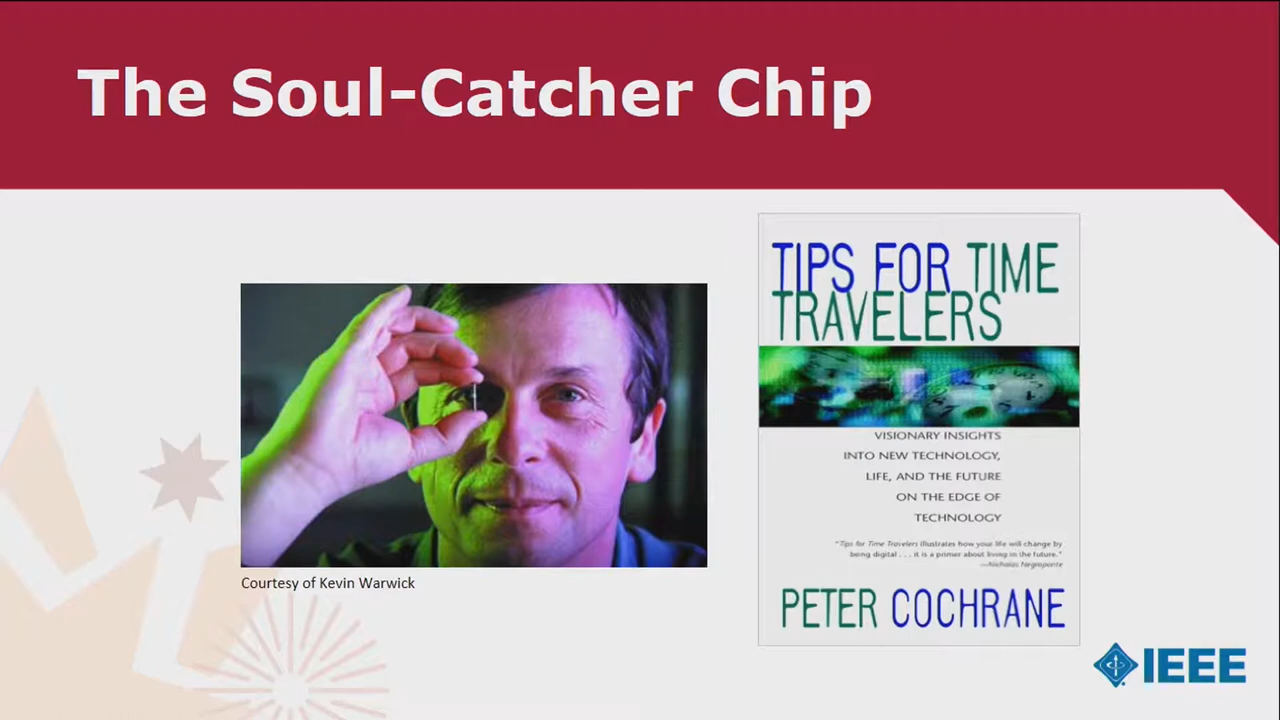 The Soul-Catcher Chip
TIPS FOR TIME
TRAVELERS
VISIONARY INSIGHTS
INTO NEW TECHNOLOGY,
LIFE, AND THE FUTURE
ON THE EDGE OF
TECHNOLOGY
"Tips for Time Travelers illustrates how your life will change by
being digital . . . it is a primer about living in the future."
—Nicholas Negroponte
PETER COCHRANE
Courtesy of Kevin Warwick
IEEE